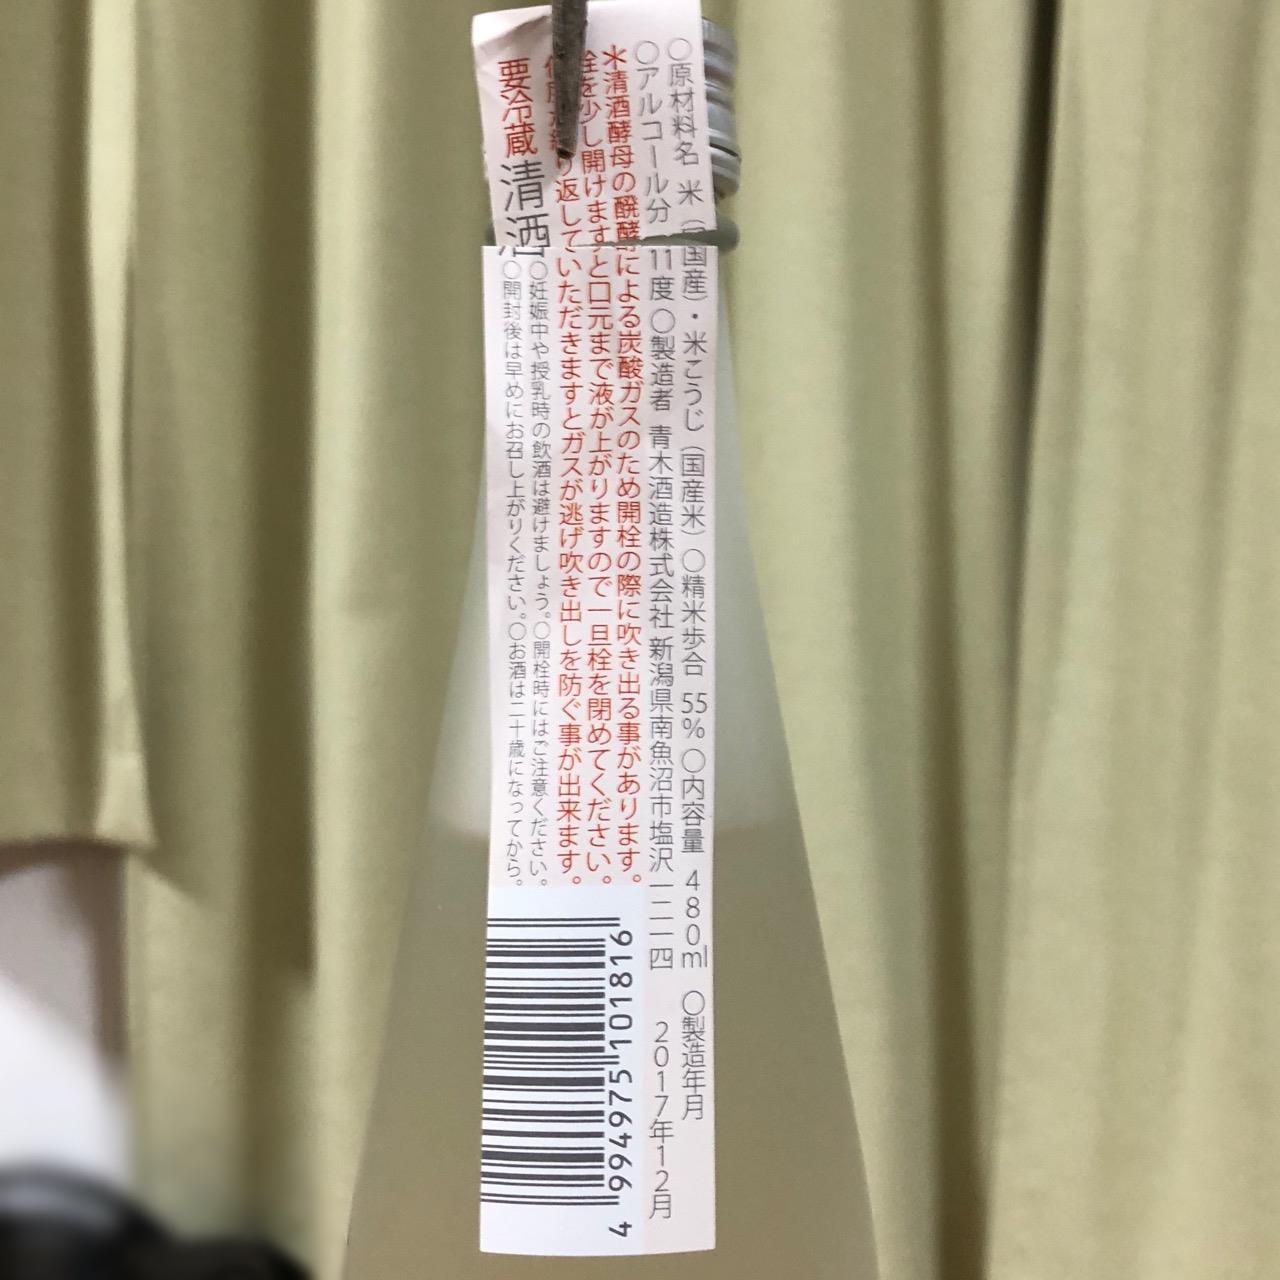 ○原材料名 米（国産）・米こうじ（国産米）○精米歩合 55% ○内容量 480ml ○製造年月
○アルコール分 11度 ○製造者 青木酒造株式会社 新潟県南魚沼市塩沢一二一四 2017年12月
＊清酒酵母の醗酵による炭酸ガスのため開栓の際に吹き出る事があります。
栓を少し開けますと口元まで液が上がりますので一旦栓を閉めてください。
り返していただきますとガスが逃げ吹き出しを防ぐ事が出来ます。
要冷蔵 清酒
○妊娠中や授乳時の飲酒は避けましょう。○開栓時にはご注意ください。
○開封後は早めにお召し上がりください。○お酒は二十歳になってから。
4 994975 101816